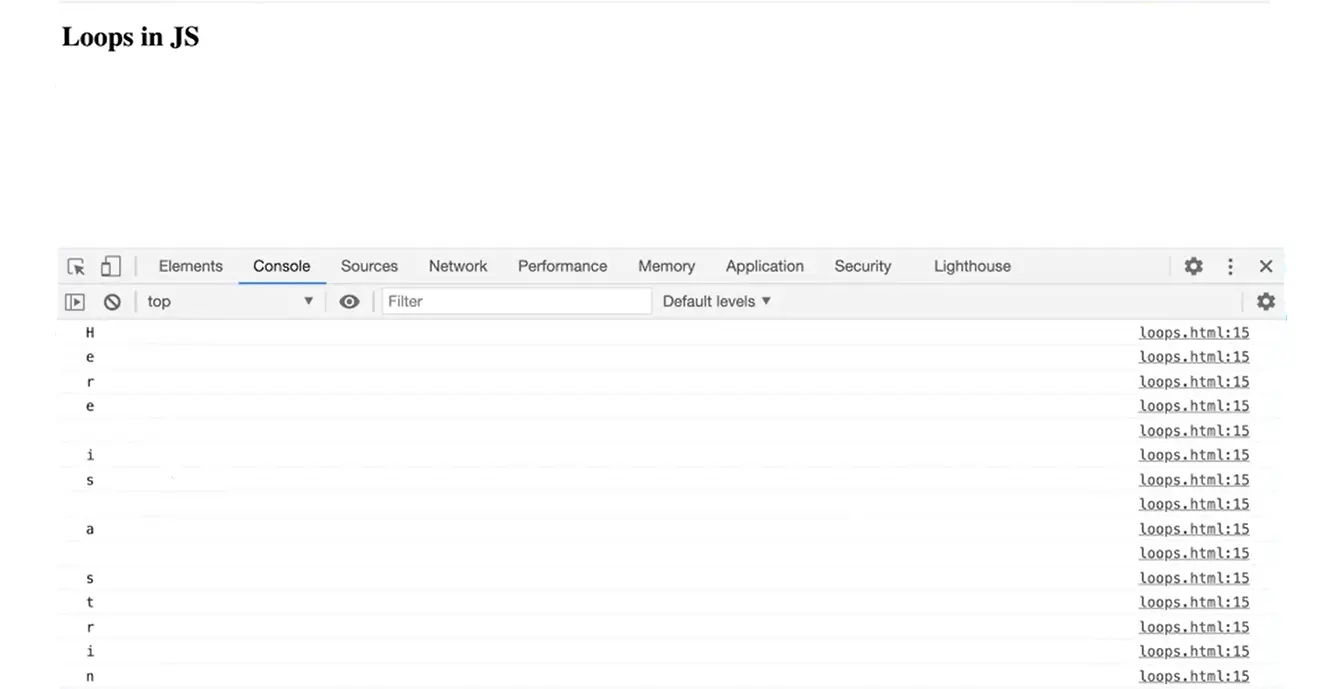 Loops in JS
Elements Console Sources Network Performance Memory Application Security Lighthouse
top Filter Default levels
H loops.html:15
e loops.html:15
r loops.html:15
e loops.html:15
loops.html:15
i loops.html:15
s loops.html:15
loops.html:15
a loops.html:15
loops.html:15
s loops.html:15
t loops.html:15
r loops.html:15
i loops.html:15
n loops.html:15